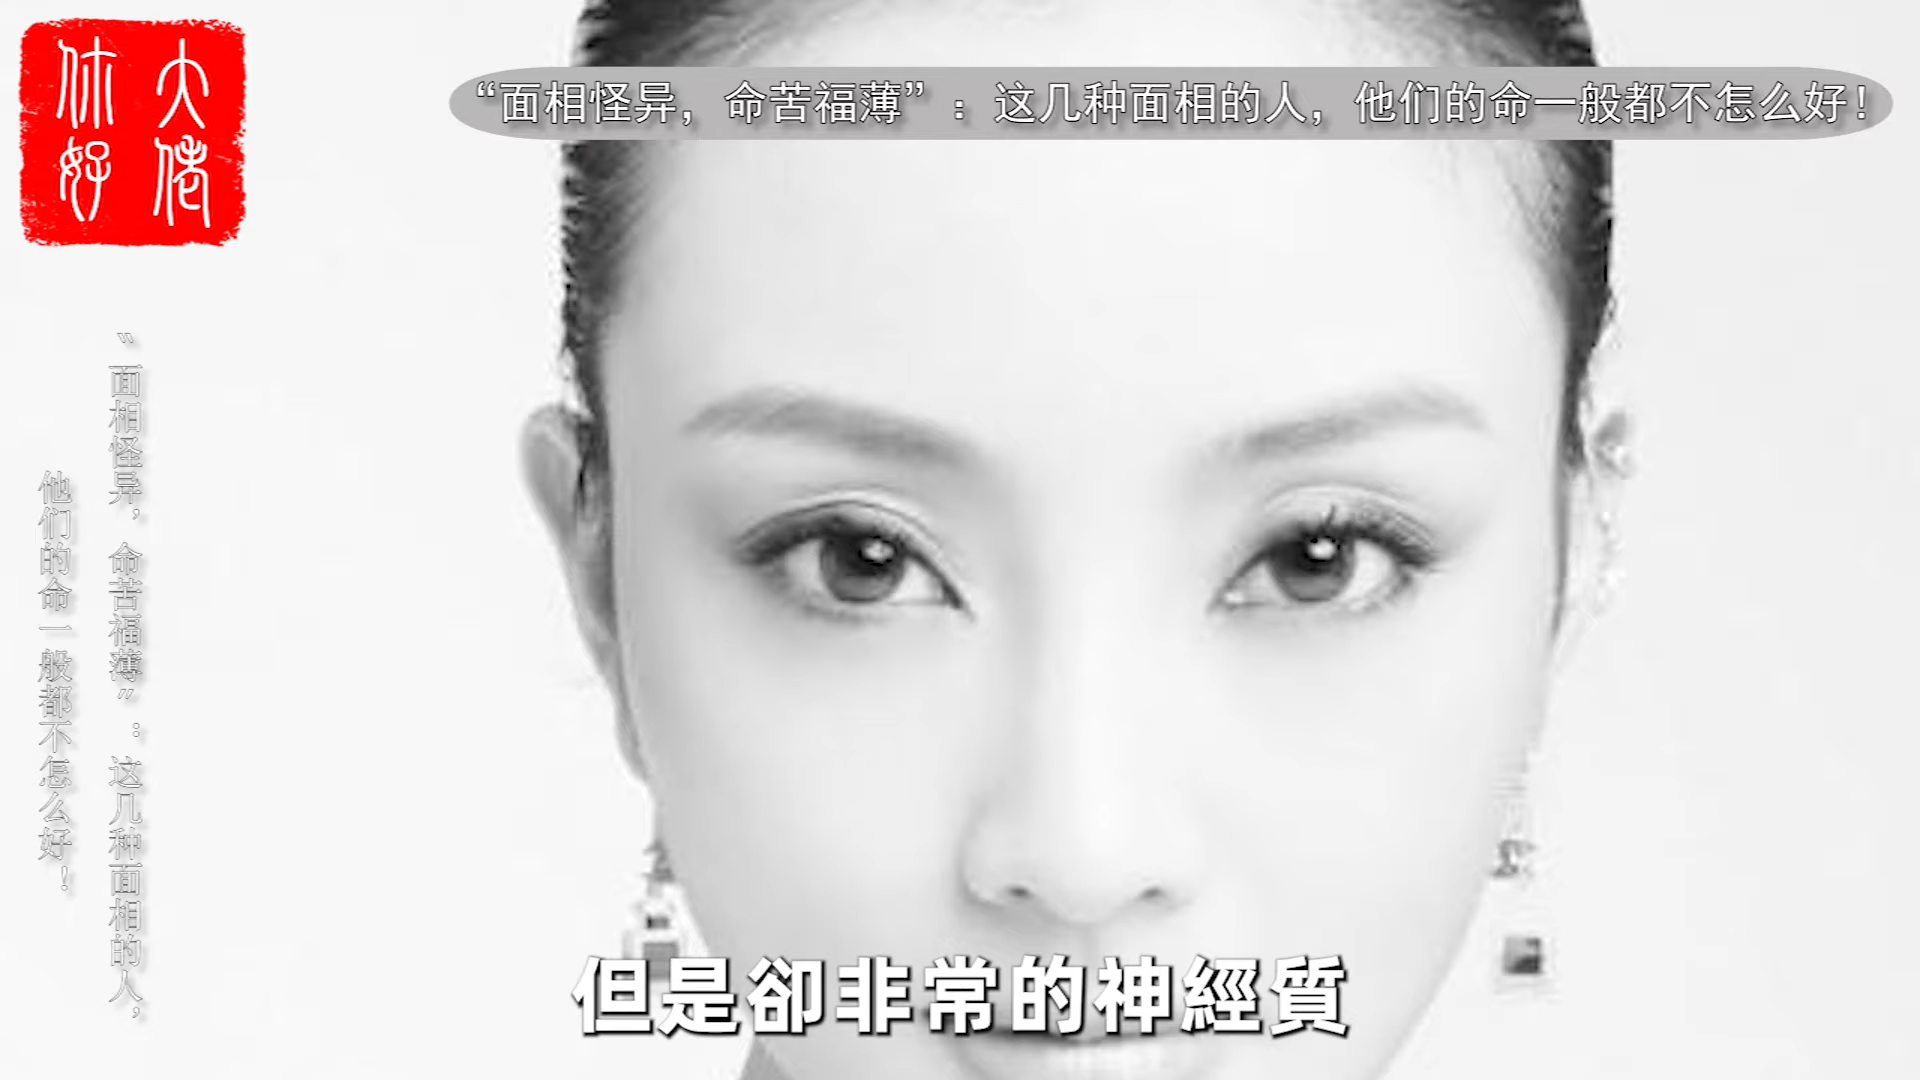 大佬
你好
“面相怪异，命苦福薄”：这几种面相的人，他们的命一般都不怎么好！
“面相怪异，命苦福薄”：这几种面相的人，
他们的命一般都不怎么好！
但是卻非常的神經質